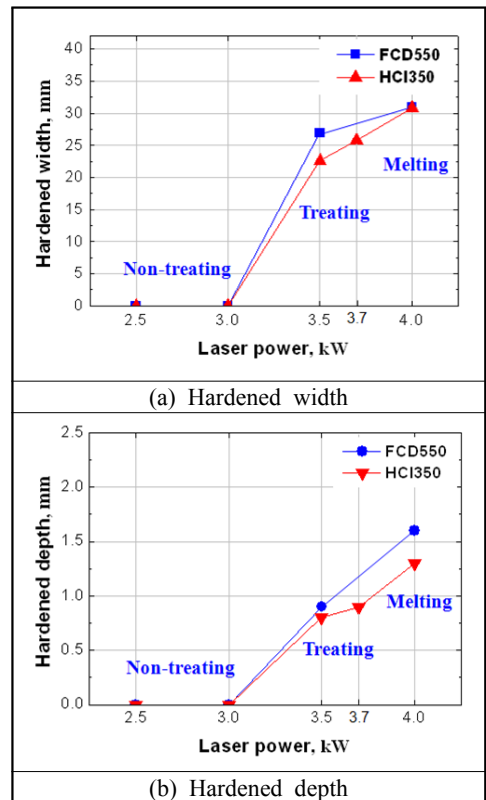 FCD550
HCI350
40
35
30
25
20
15
10
5
0
Hardened width, mm
Melting
Treating
Non-treating
2.5 3.0 3.5 3.7 4.0
Laser power, kW
(a) Hardened width
FCD550
HCI350
2.5
2.0
1.5
1.0
0.5
0.0
Hardened depth, mm
Melting
Treating
Non-treating
2.5 3.0 3.5 3.7 4.0
Laser power, kW
(b) Hardened depth